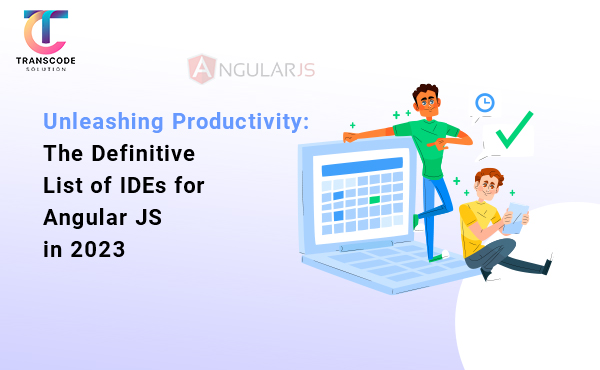 TRANSCODE
SOLUTION
ANGULARJS
Unleashing Productivity:
The Definitive
List of IDEs for
Angular JS
in 2023